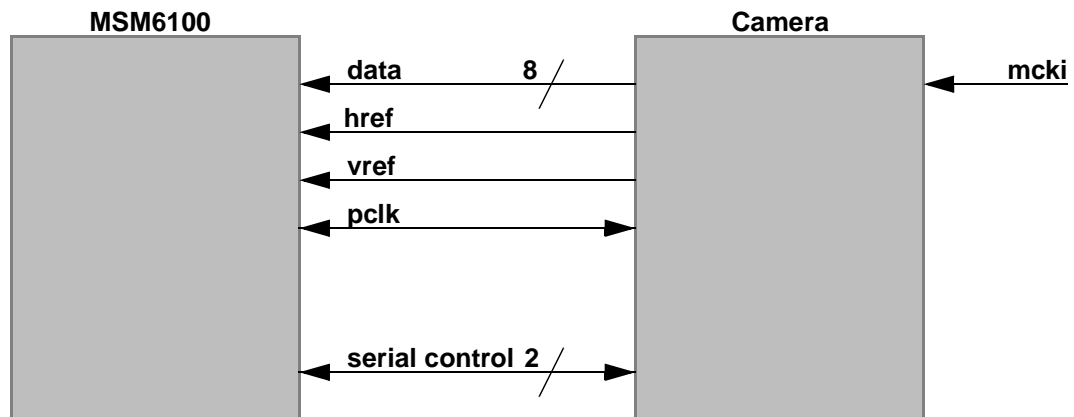 MSM6100
Camera
data 8
mcki
href
vref
pclk
serial control 2